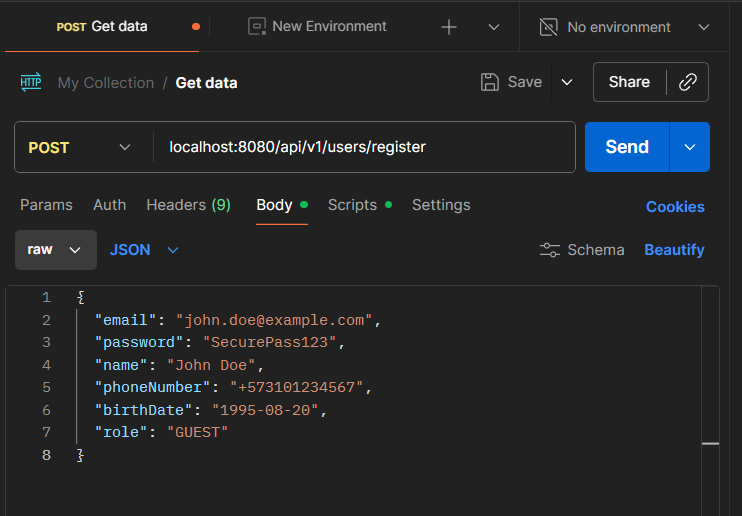 POST Get data New Environment No environment
HTTP My Collection / Get data Save Share
POST localhost:8080/api/v1/users/register Send
Params Auth Headers (9) Body Scripts Settings Cookies
raw JSON Schema Beautify
1 {
2 "email": "john.doe@example.com",
3 "password": "SecurePass123",
4 "name": "John Doe",
5 "phoneNumber": "+573101234567",
6 "birthDate": "1995-08-20",
7 "role": "GUEST"
8 }